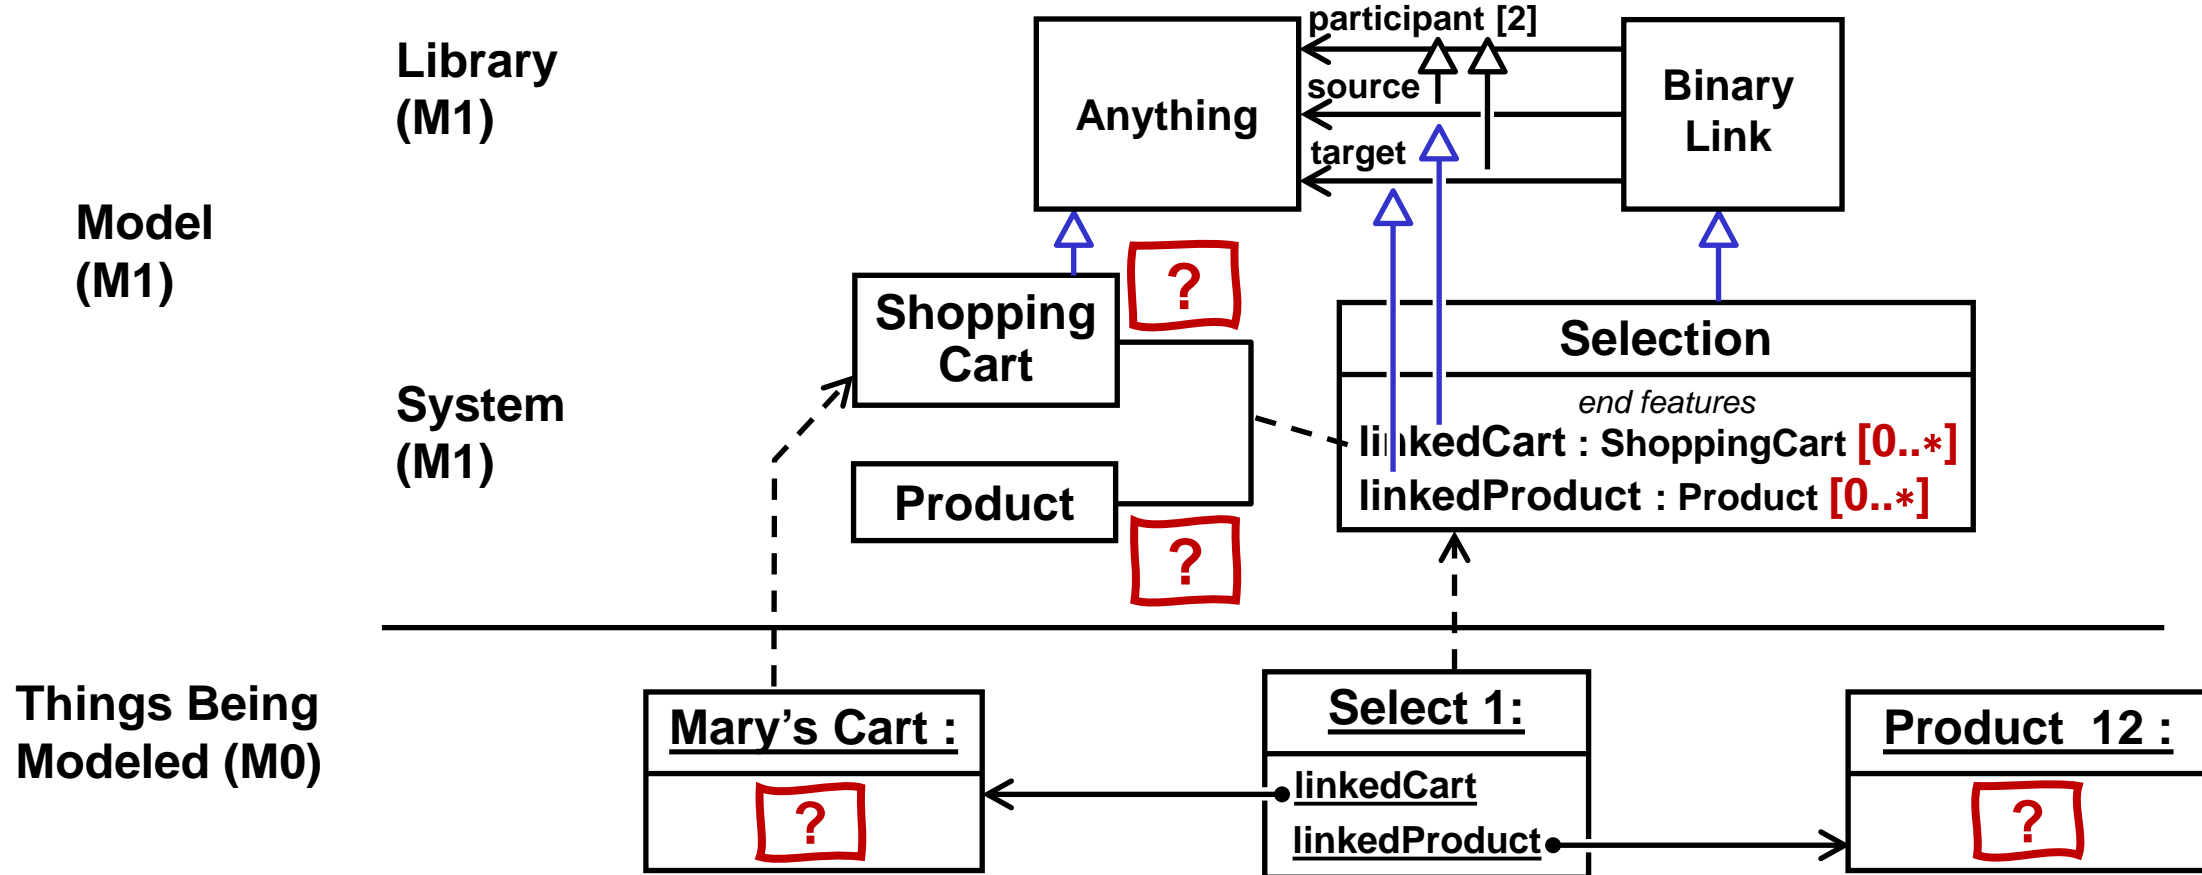 Library
(M1)
Model
(M1)
System
(M1)
Things Being
Modeled (M0)
Anything
participant [2]
source
target
Binary
Link
Shopping
Cart
?
Product
?
Selection
end features
linkedCart : ShoppingCart [0..*]
linkedProduct : Product [0..*]
Mary’s Cart :
?
Select 1:
linkedCart
linkedProduct
Product 12 :
?